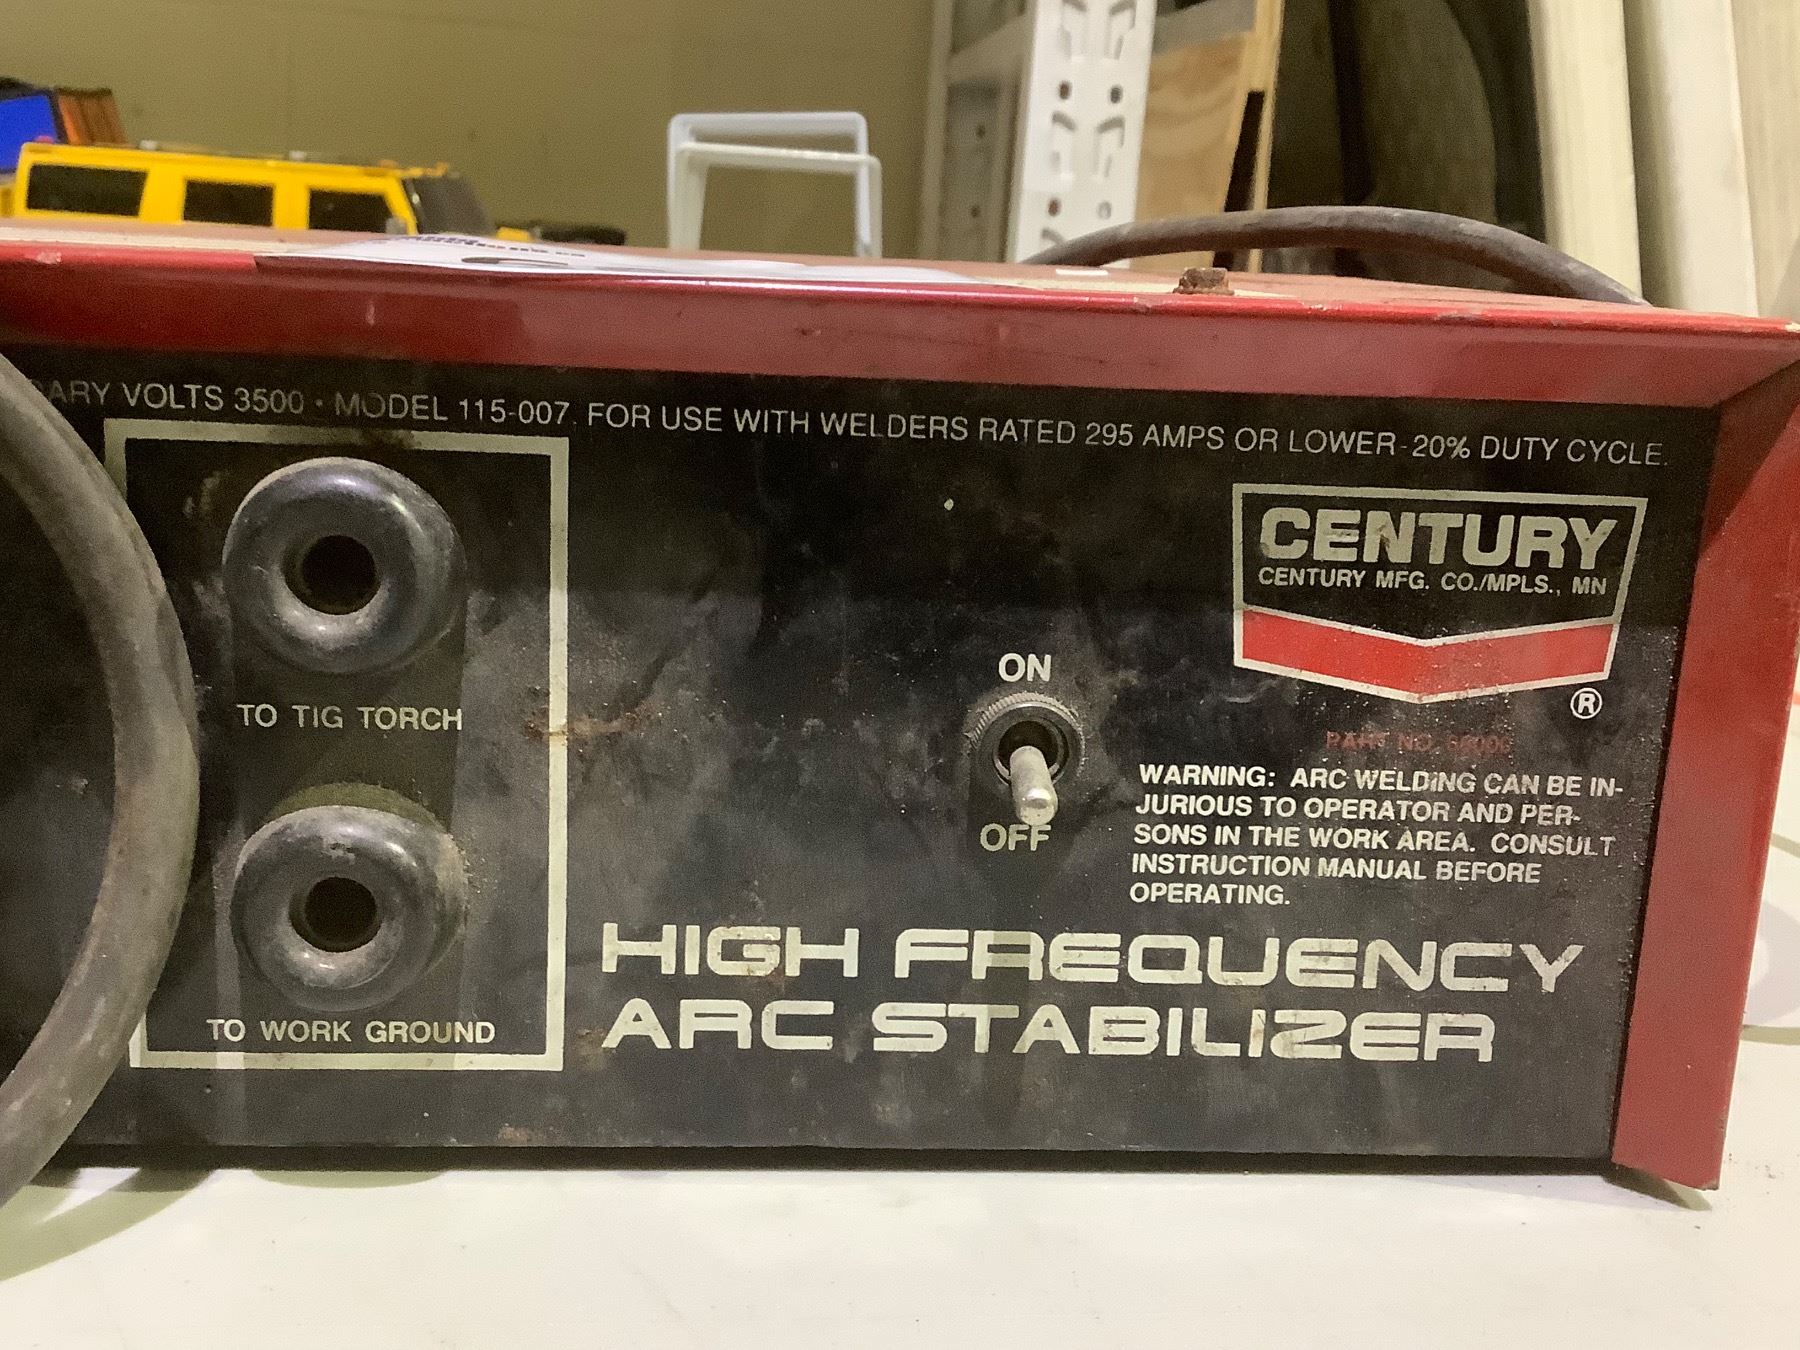 VOLTS 3500 • MODEL 115-007. FOR USE WITH WELDERS RATED 295 AMPS OR LOWER-20% DUTY CYCLE.
CENTURY
CENTURY MFG. CO./MPLS., MN
®
TO TIG TORCH
TO WORK GROUND
ON
OFF
PART NO.
WARNING: ARC WELDING CAN BE IN-
JURIOUS TO OPERATOR AND PER-
SONS IN THE WORK AREA. CONSULT
INSTRUCTION MANUAL BEFORE
OPERATING.
HIGH FREQUENCY
ARC STABILIZER